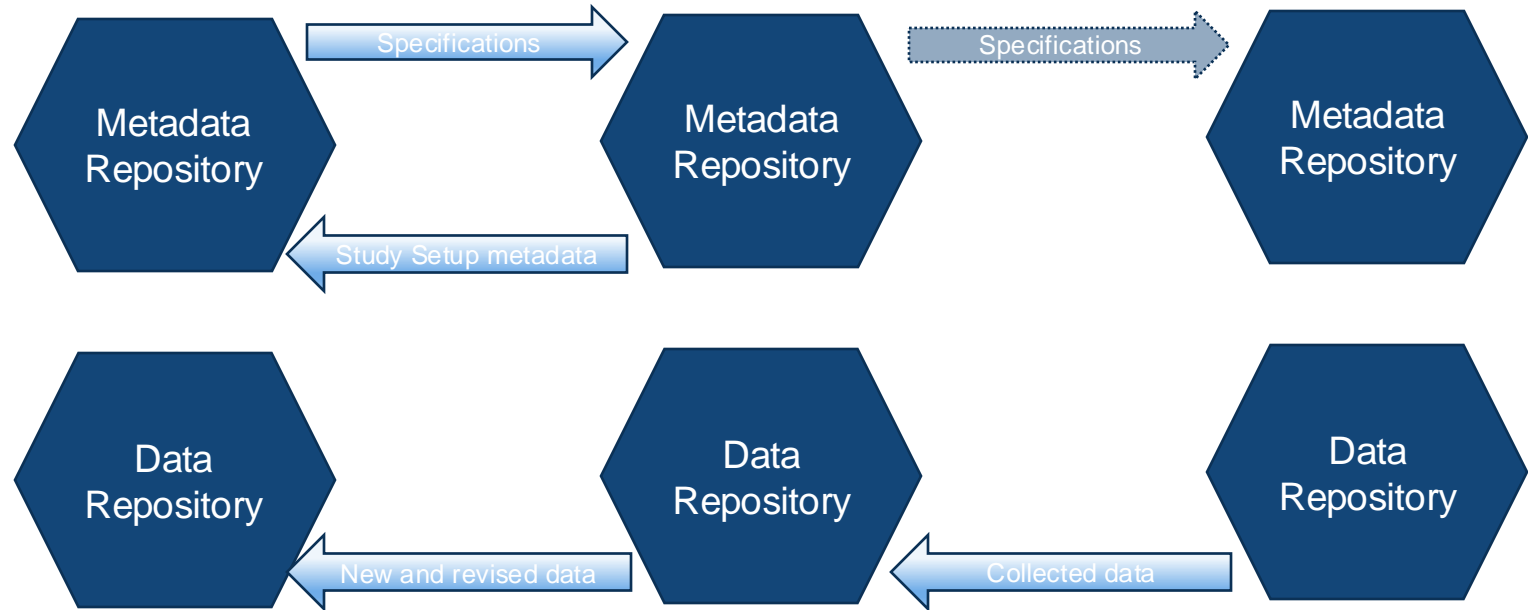 Specifications
Specifications
Metadata
Repository
Metadata
Repository
Metadata
Repository
Study Setup metadata
Data
Repository
Data
Repository
Data
Repository
New and revised data
Collected data